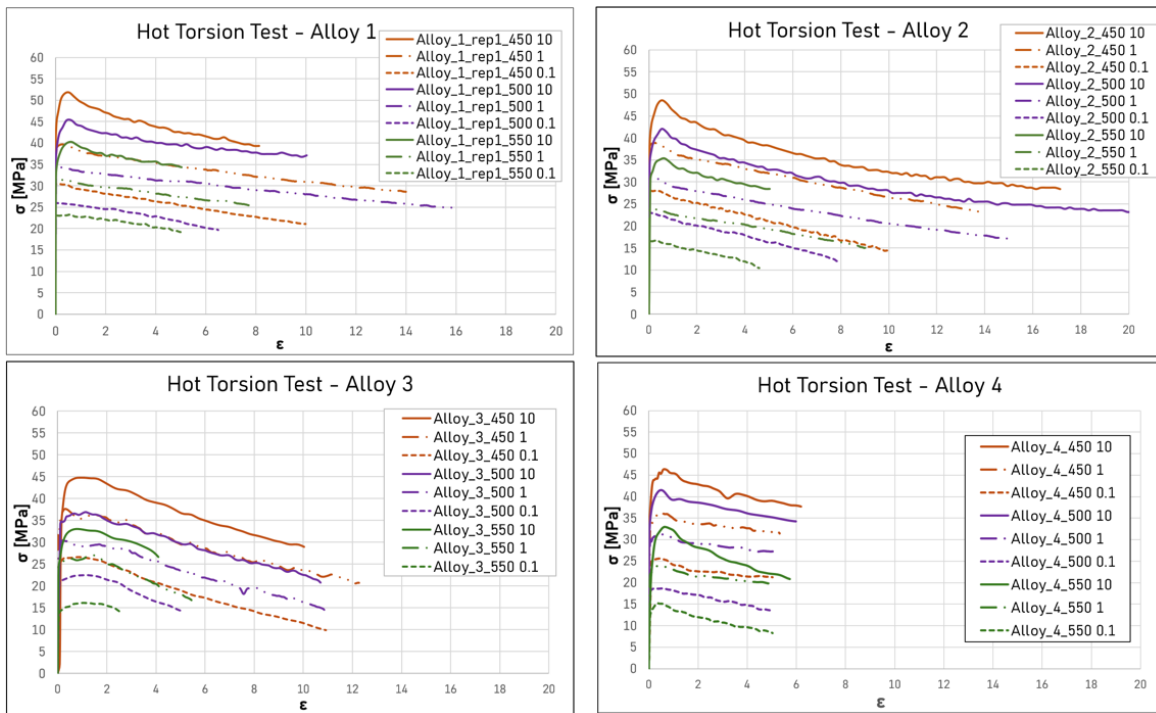 Hot Torsion Test - Alloy 1
60
55
50
45
40
35
30
25
20
15
10
5
0
σ [MPa]
0 2 4 6 8 10 12 14 16 18 20
ε
Alloy_1_rep1_450 10
Alloy_1_rep1_450 1
Alloy_1_rep1_450 0.1
Alloy_1_rep1_500 10
Alloy_1_rep1_500 1
Alloy_1_rep1_500 0.1
Alloy_1_rep1_550 10
Alloy_1_rep1_550 1
Alloy_1_rep1_550 0.1
Hot Torsion Test - Alloy 2
60
55
50
45
40
35
30
25
20
15
10
5
0
σ [MPa]
0 2 4 6 8 10 12 14 16 18 20
ε
Alloy_2_450 10
Alloy_2_450 1
Alloy_2_450 0.1
Alloy_2_500 10
Alloy_2_500 1
Alloy_2_500 0.1
Alloy_2_550 10
Alloy_2_550 1
Alloy_2_550 0.1
Hot Torsion Test - Alloy 3
60
55
50
45
40
35
30
25
20
15
10
5
0
σ [MPa]
0 2 4 6 8 10 12 14 16 18 20
ε
Alloy_3_450 10
Alloy_3_450 1
Alloy_3_450 0.1
Alloy_3_500 10
Alloy_3_500 1
Alloy_3_500 0.1
Alloy_3_550 10
Alloy_3_550 1
Alloy_3_550 0.1
Hot Torsion Test - Alloy 4
60
55
50
45
40
35
30
25
20
15
10
5
0
σ [MPa]
0 2 4 6 8 10 12 14 16 18 20
ε
Alloy_4_450 10
Alloy_4_450 1
Alloy_4_450 0.1
Alloy_4_500 10
Alloy_4_500 1
Alloy_4_500 0.1
Alloy_4_550 10
Alloy_4_550 1
Alloy_4_550 0.1